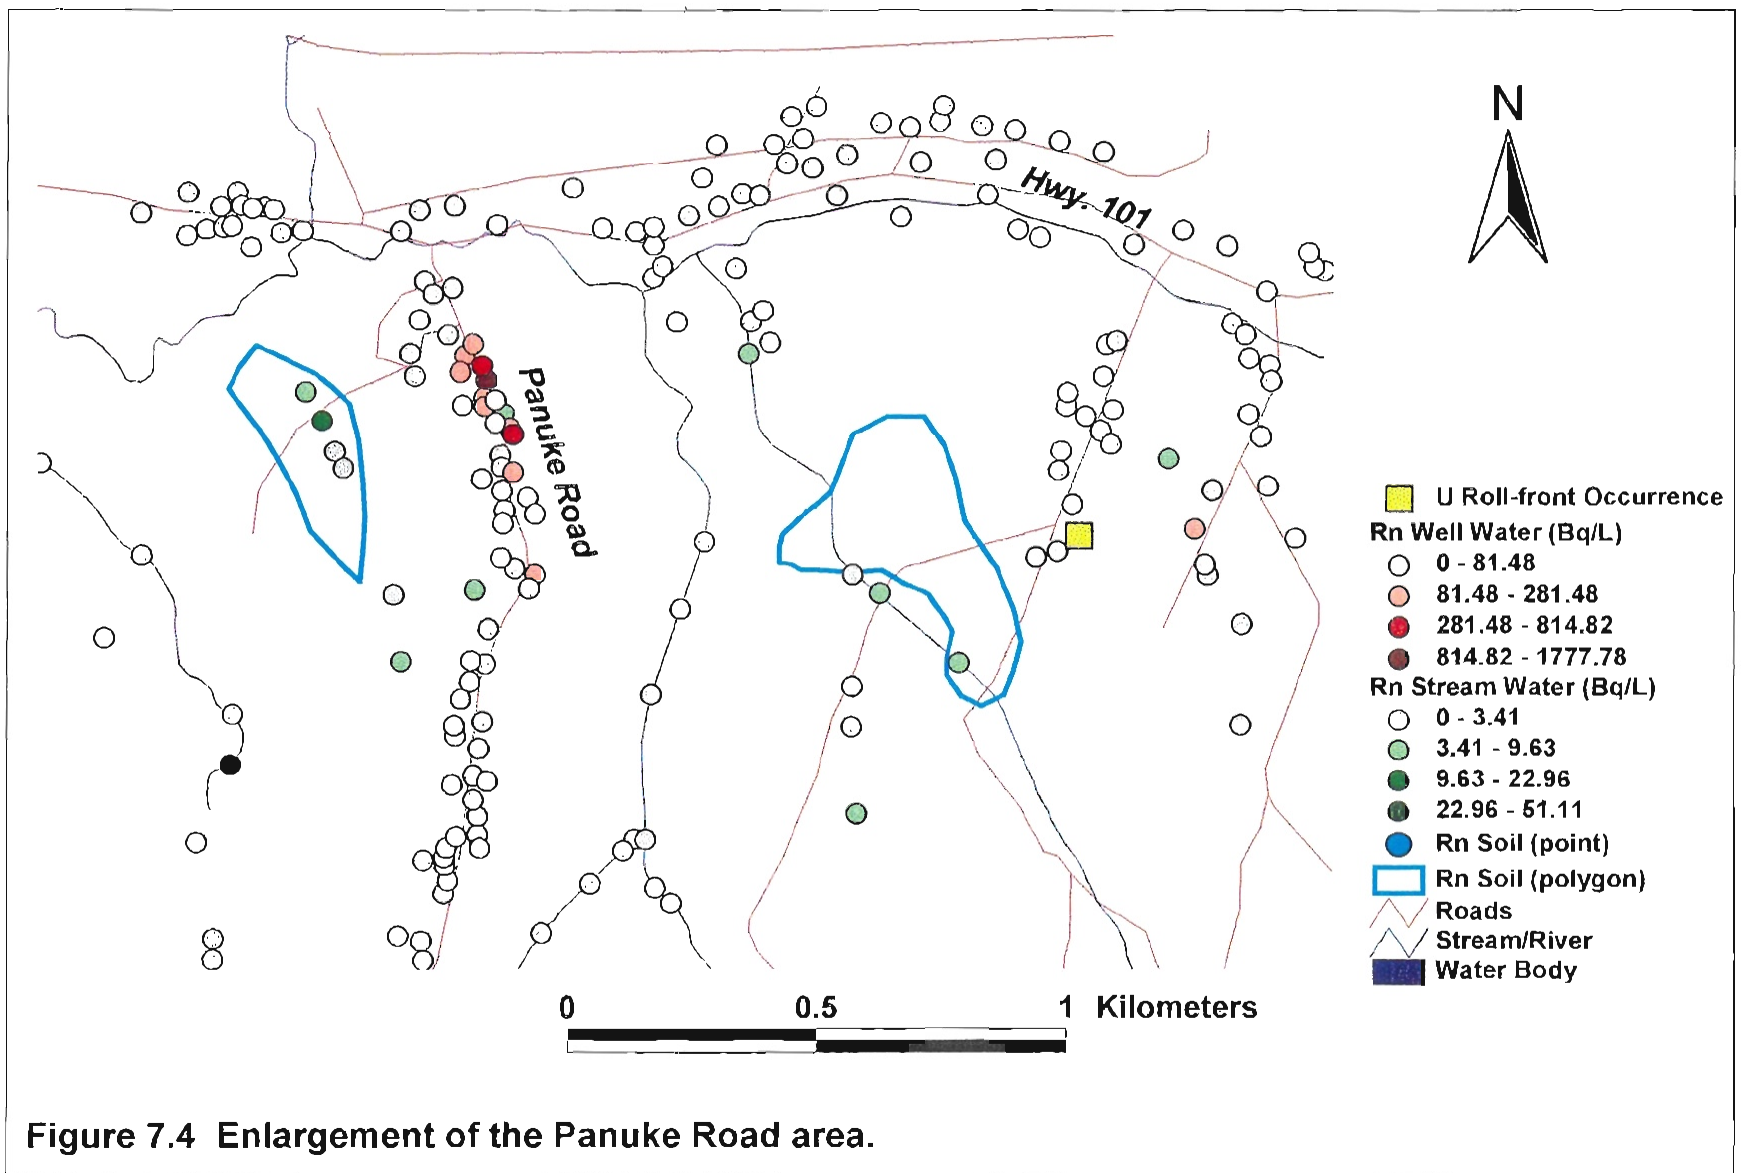 N
Hwy. 101
Panuke Road
U Roll-front Occurrence
Rn Well Water (Bq/L)
0 - 81.48
81.48 - 281.48
281.48 - 814.82
814.82 - 1777.78
Rn Stream Water (Bq/L)
0 - 3.41
3.41 - 9.63
9.63 - 22.96
22.96 - 51.11
Rn Soil (point)
Rn Soil (polygon)
Roads
Stream/River
Water Body
0 0.5 1 Kilometers
Figure 7.4 Enlargement of the Panuke Road area.